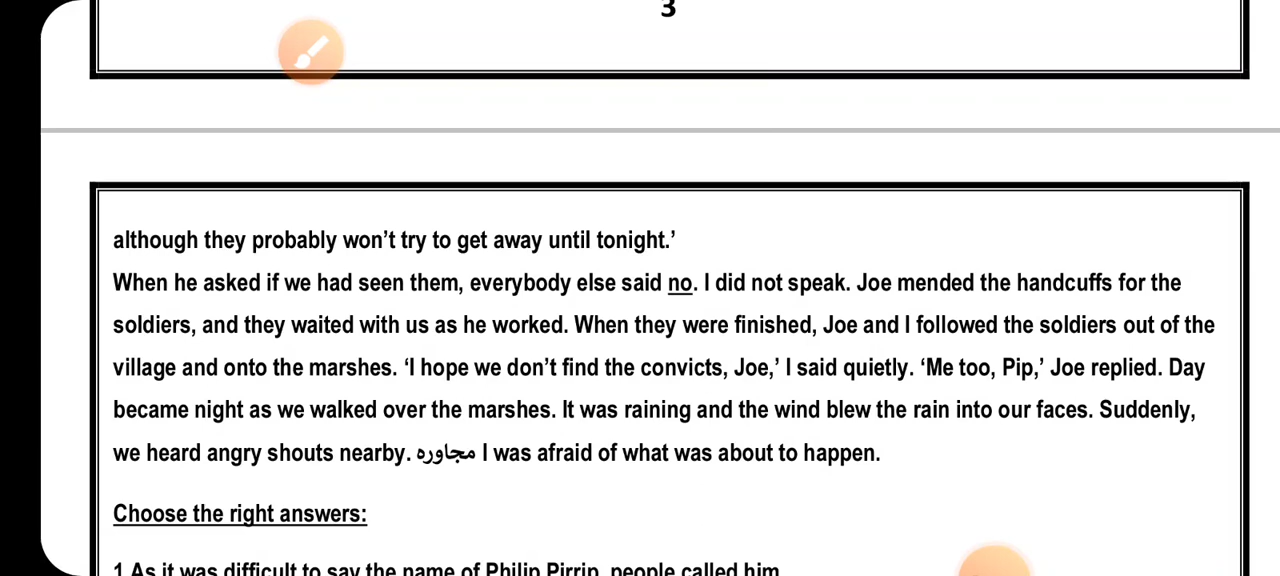 3
although they probably won’t try to get away until tonight.’
When he asked if we had seen them, everybody else said no. I did not speak. Joe mended the handcuffs for the
soldiers, and they waited with us as he worked. When they were finished, Joe and I followed the soldiers out of the
village and onto the marshes. ‘I hope we don’t find the convicts, Joe,’ I said quietly. ‘Me too, Pip,’ Joe replied. Day
became night as we walked over the marshes. It was raining and the wind blew the rain into our faces. Suddenly,
we heard angry shouts nearby. مجاوره I was afraid of what was about to happen.
Choose the right answers:
1 As it was difficult to say the name of Philip Pirrip, people called him